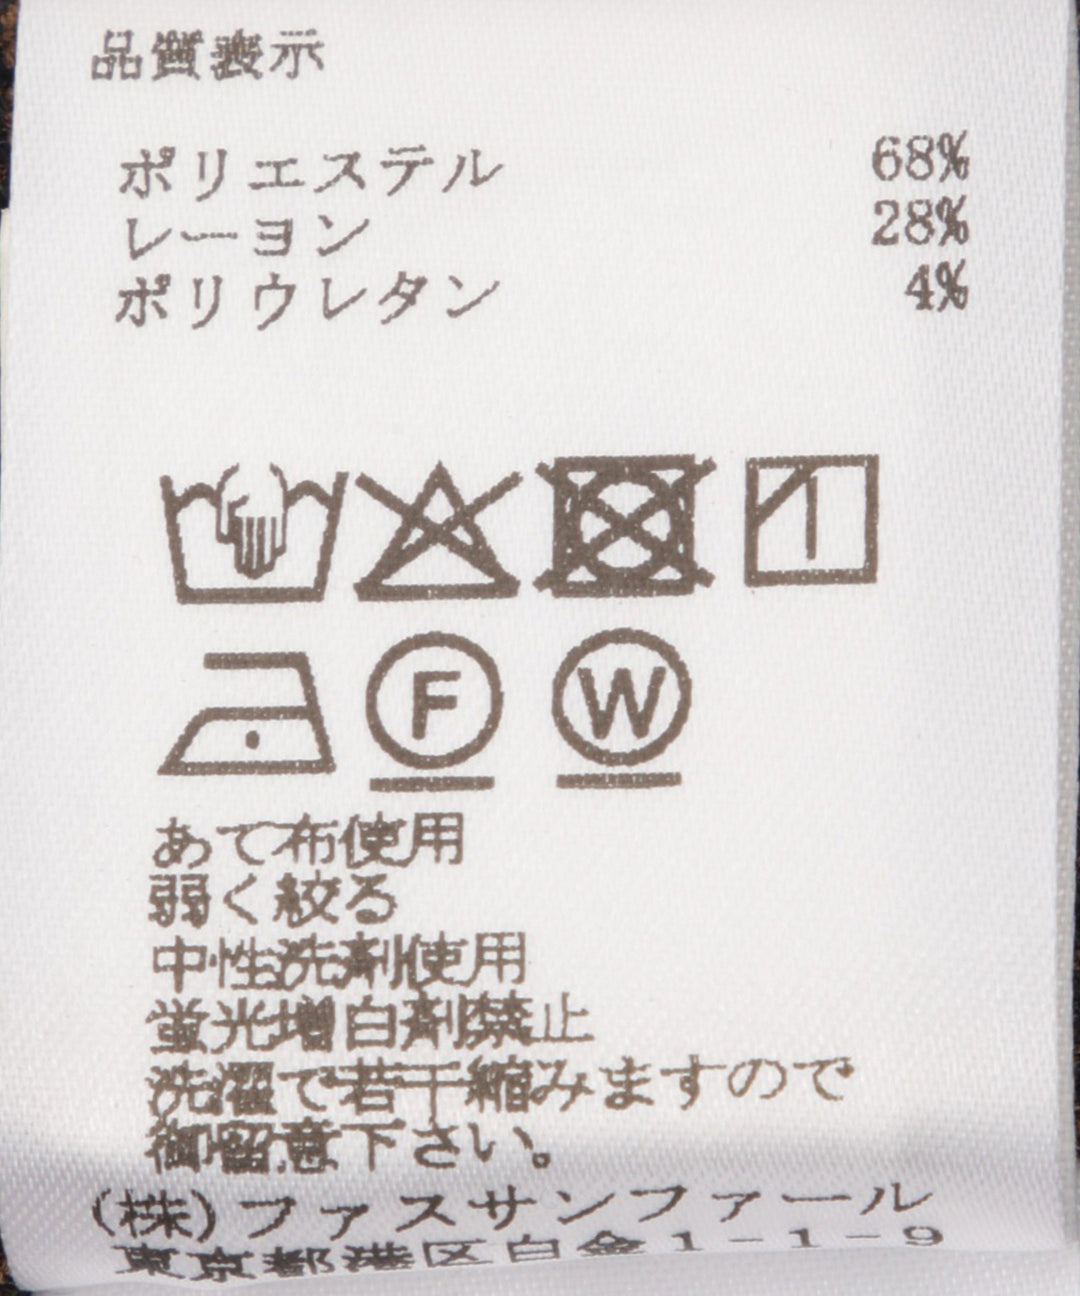 品質表示
ポリエステル 68%
レーヨン 28%
ポリウレタン 4%
F W
あて布使用
弱く絞る
中性洗剤使用
蛍光増白剤禁止
洗濯で若干縮みますので
御留意下さい。
(株)ファスサンファール
東京都港区白金1-1-9